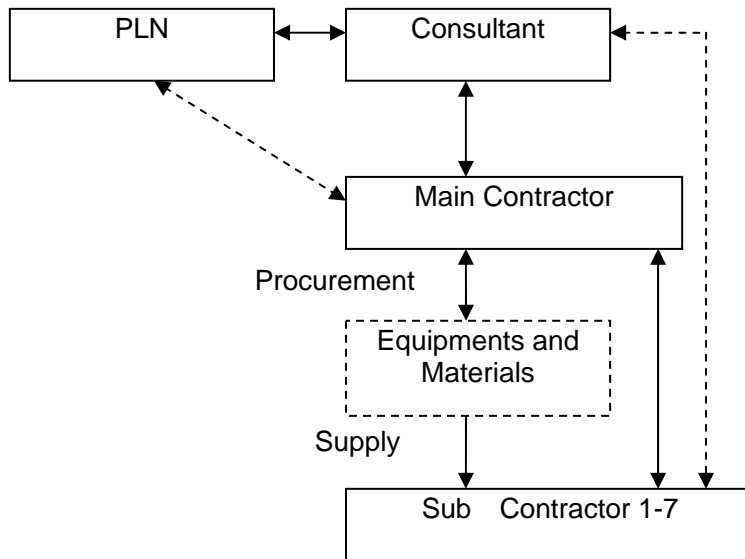 PLN
Consultant
Main Contractor
Procurement
Equipments and
Materials
Supply
Sub Contractor 1-7